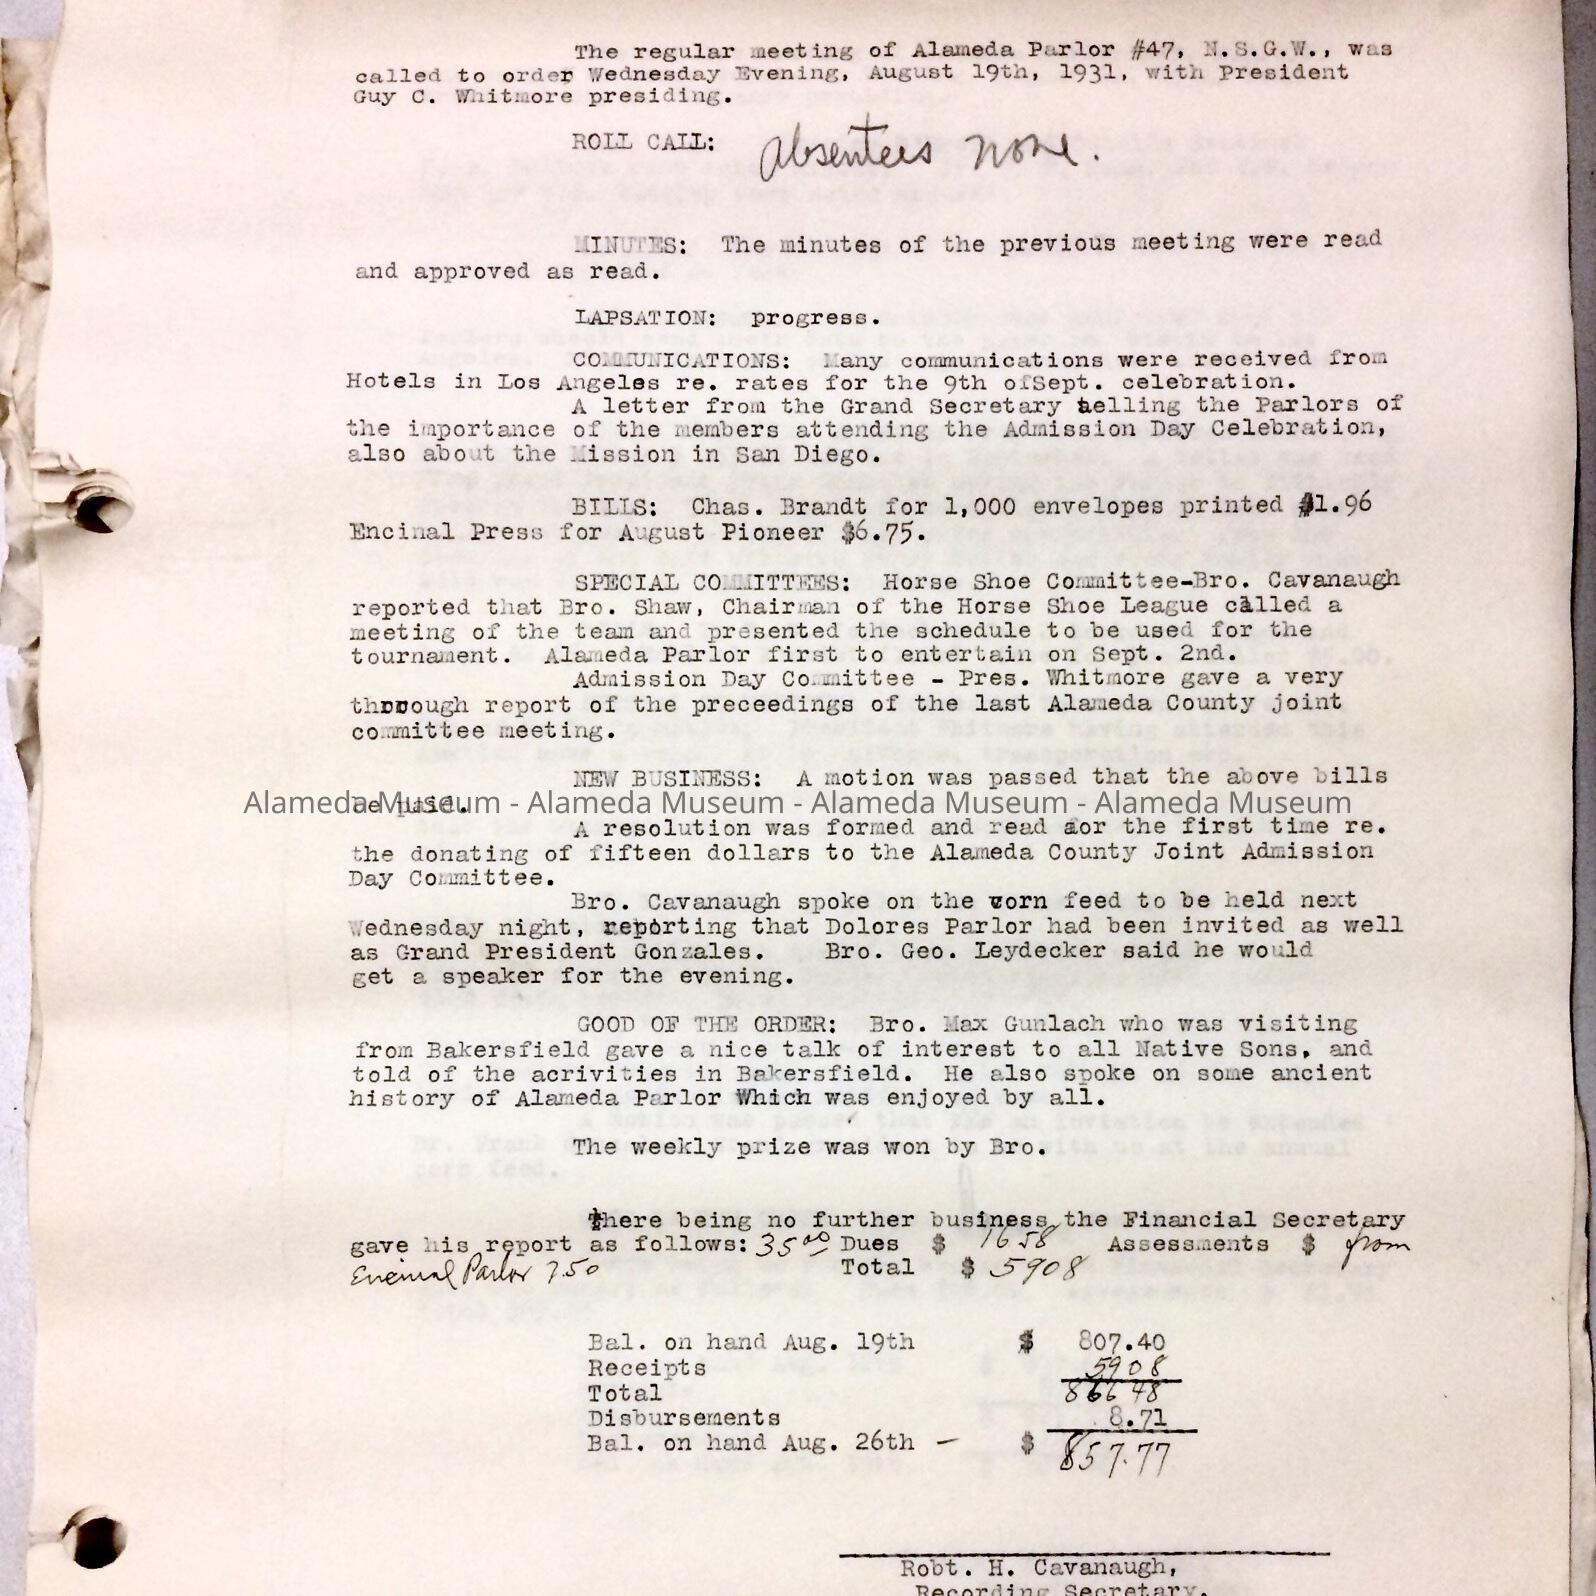 The regular meeting of Alameda Parlor #47, N.S.G.W., was
called to order Wednesday Evening, August 19th, 1931, with President
Guy C. Whitmore presiding.
ROLL CALL: Absentees none.
MINUTES: The minutes of the previous meeting were read
and approved as read.
LAPSATION: progress.
COMMUNICATIONS: Many communications were received from
Hotels in Los Angeles re. rates for the 9th ofSept. celebration.
A letter from the Grand Secretary telling the Parlors of
the importance of the members attending the Admission Day Celebration,
also about the Mission in San Diego.
BILLS: Chas. Brandt for 1,000 envelopes printed $1.96
Encinal Press for August Pioneer $6.75.
SPECIAL COMMITTEES: Horse Shoe Committee-Bro. Cavanaugh
reported that Bro. Shaw, Chairman of the Horse Shoe League called a
meeting of the team and presented the schedule to be used for the
tournament. Alameda Parlor first to entertain on Sept. 2nd.
Admission Day Committee - Pres. Whitmore gave a very
through report of the preceedings of the last Alameda County joint
committee meeting.
NEW BUSINESS: A motion was passed that the above bills
be paid.
Alameda Museum - Alameda Museum - Alameda Museum - Alameda Museum
A resolution was formed and read for the first time re.
the donating of fifteen dollars to the Alameda County Joint Admission
Day Committee.
Bro. Cavanaugh spoke on the corn feed to be held next
Wednesday night, reporting that Dolores Parlor had been invited as well
as Grand President Gonzales. Bro. Geo. Leydecker said he would
get a speaker for the evening.
GOOD OF THE ORDER: Bro. Max Gunlach who was visiting
from Bakersfield gave a nice talk of interest to all Native Sons, and
told of the acrivities in Bakersfield. He also spoke on some ancient
history of Alameda Parlor Which was enjoyed by all.
The weekly prize was won by Bro.
There being no further business the Financial Secretary
gave his report as follows: 35.00 Dues $ 1658 Assessments $ from
Encinal Parlor 7.50 Total $ 5908
Bal. on hand Aug. 19th $ 807.40
Receipts 5908
Total 866 48
Disbursements 8.71
Bal. on hand Aug. 26th - $ 857.77
Robt. H. Cavanaugh,
Recording Secretary.